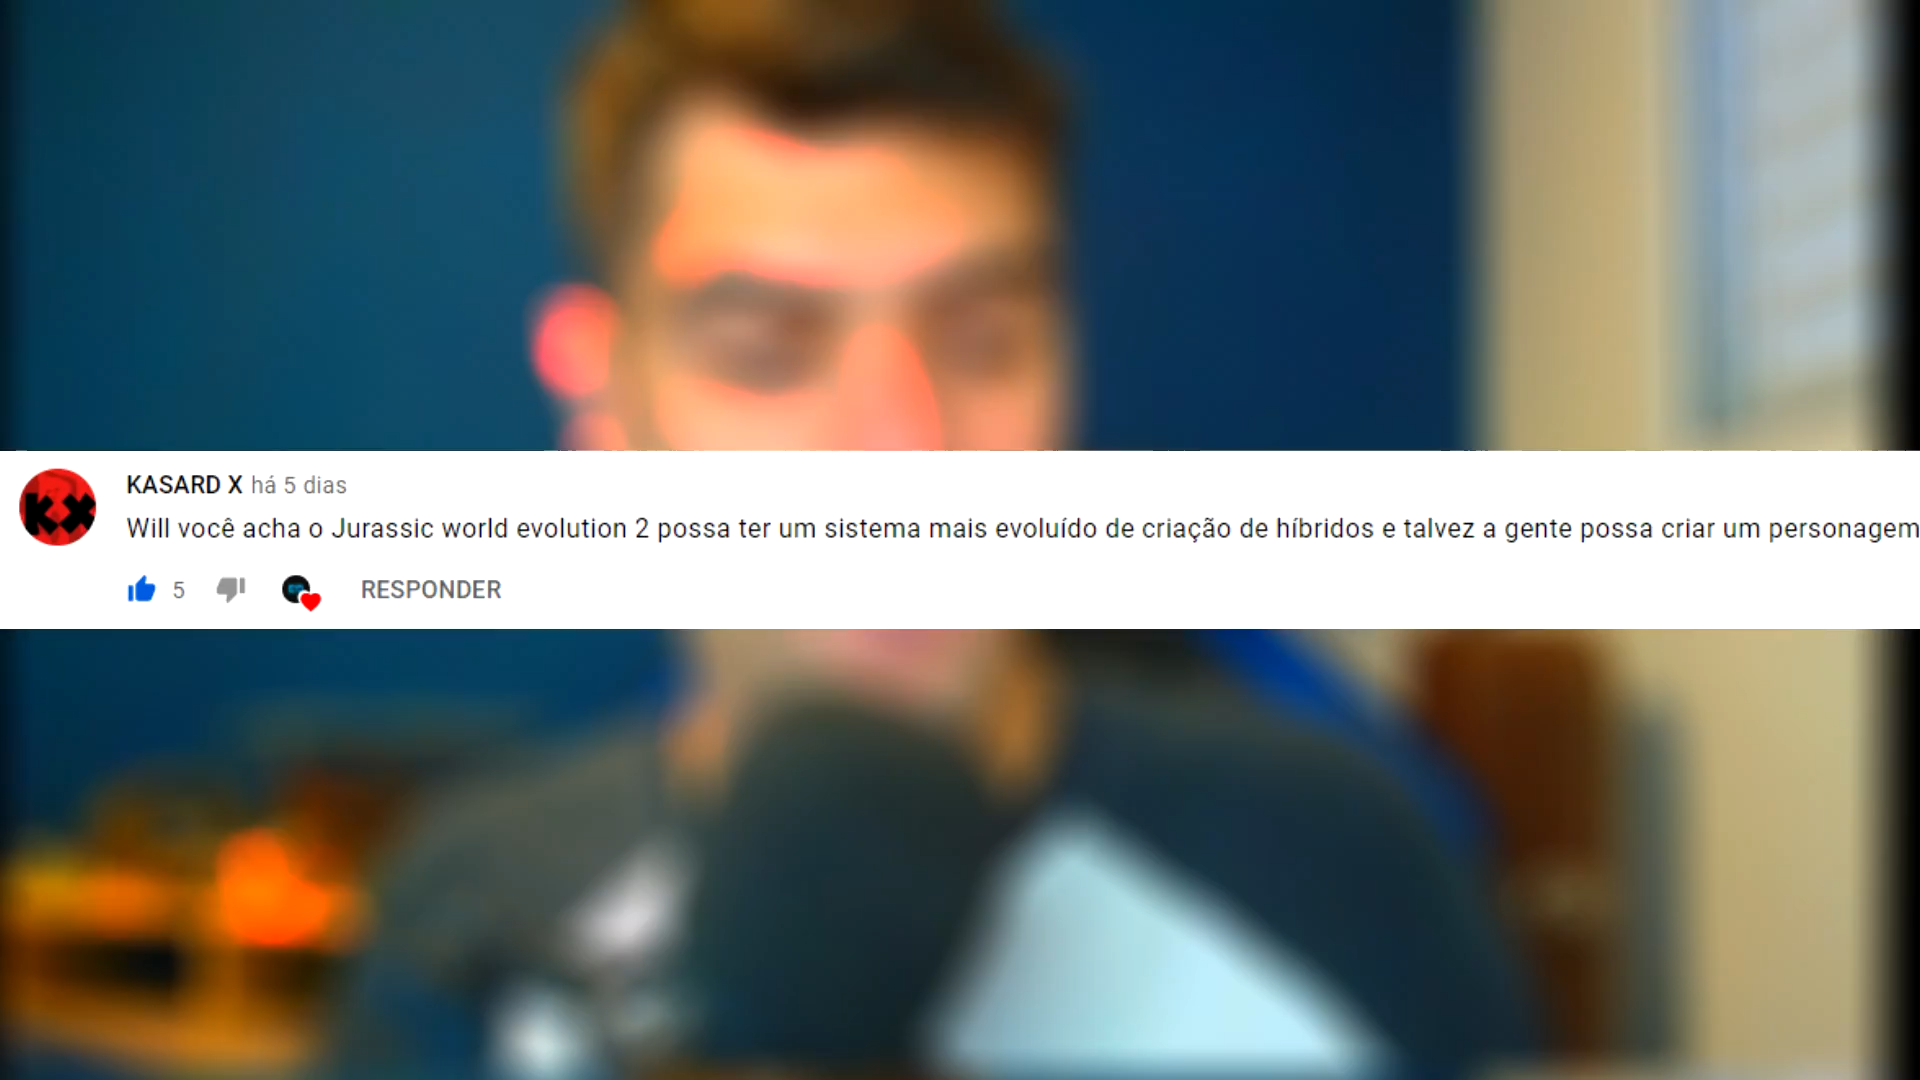 KX
KASARD X há 5 dias
Will você acha o Jurassic world evolution 2 possa ter um sistema mais evoluído de criação de híbridos e talvez a gente possa criar um personagem
5 RESPONDER